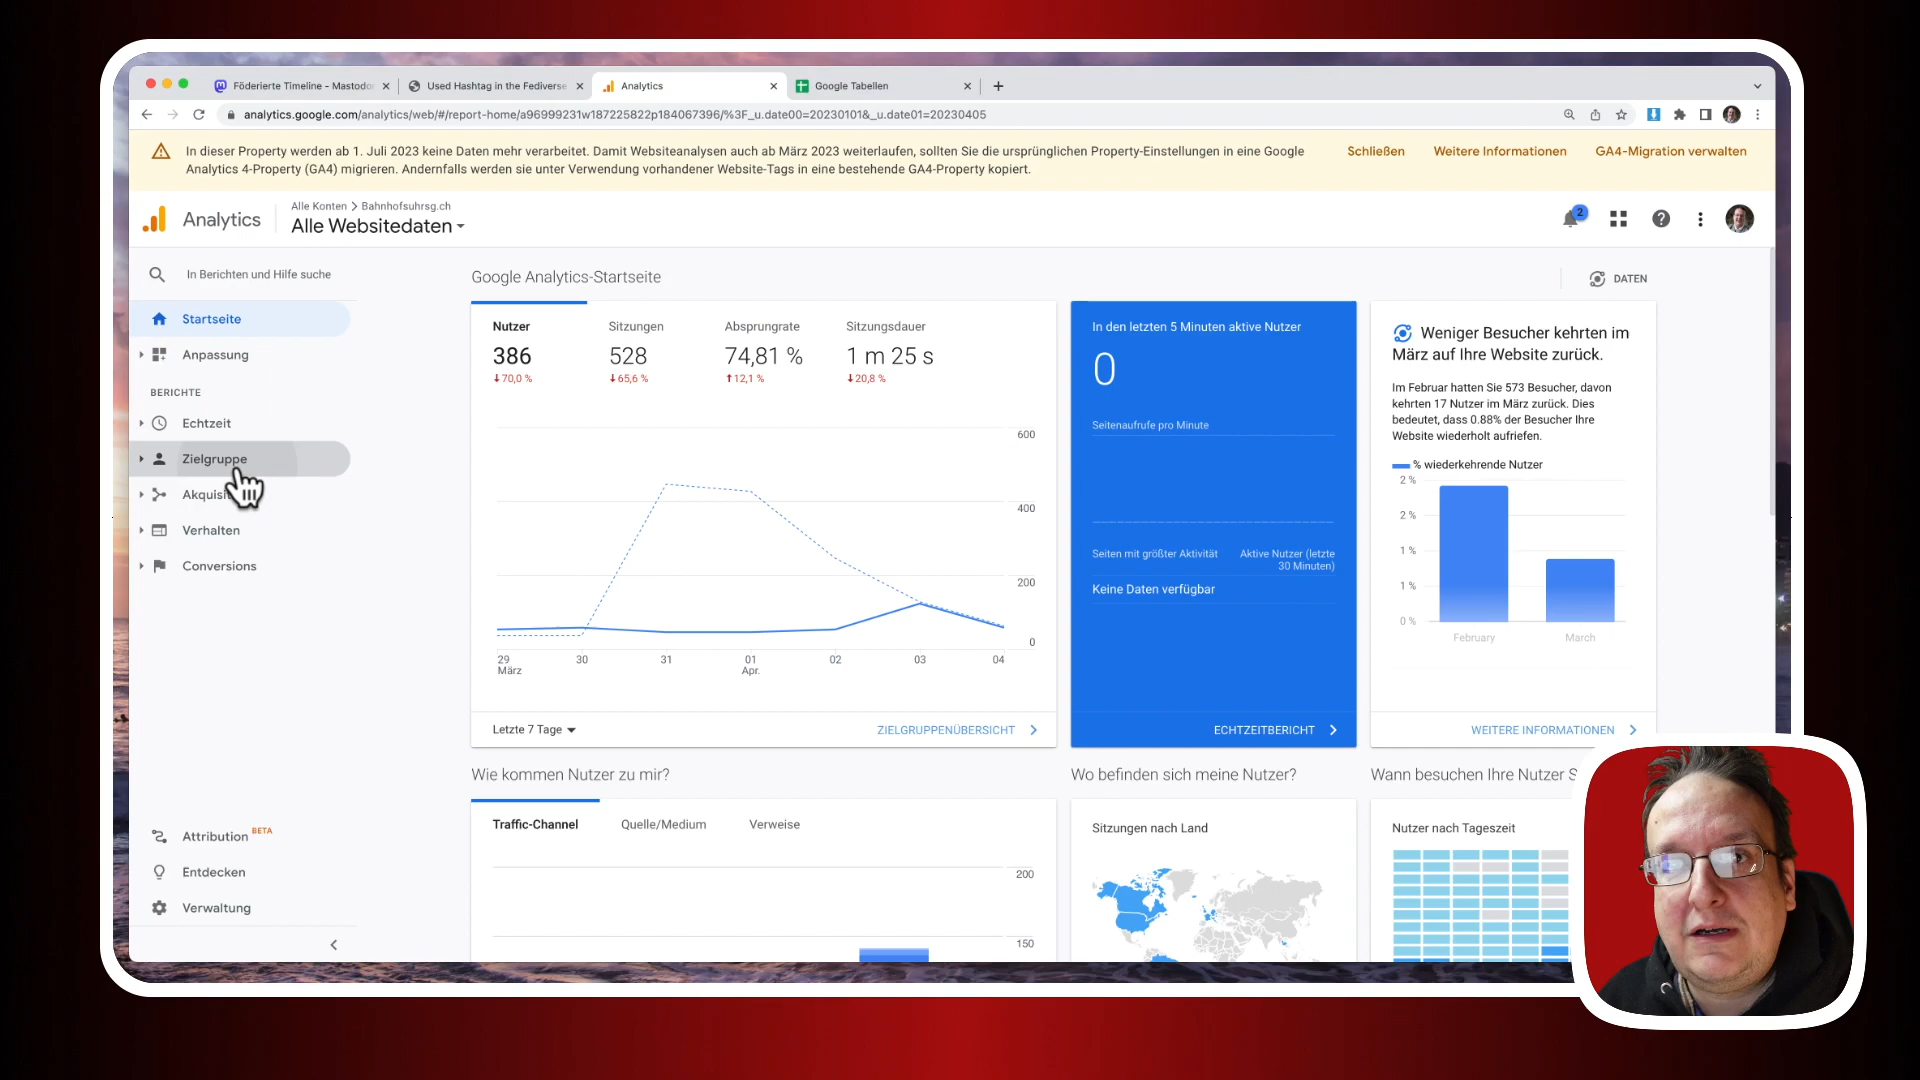 Föderierte Timeline – Mastodo
Used Hashtag in the Fediverse
Analytics
Google Tabellen
analytics.google.com/analytics/web/#/report-home/a96999231w187225822p184067396/%3F_u.date00=20230101&_u.date01=20230405
In dieser Property werden ab 1. Juli 2023 keine Daten mehr verarbeitet. Damit Websiteanalysen auch ab März 2023 weiterlaufen, sollten Sie die ursprünglichen Property-Einstellungen in eine Google
Analytics 4-Property (GA4) migrieren. Andernfalls werden sie unter Verwendung vorhandener Website-Tags in eine bestehende GA4-Property kopiert.
Schließen
Weitere Informationen
GA4-Migration verwalten
Analytics
Alle Konten > Bahnhofsuhrsg.ch
Alle Websitedaten
2
In Berichten und Hilfe suche
Startseite
Anpassung
BERICHTE
Echtzeit
Zielgruppe
Akquisi
Verhalten
Conversions
Attribution BETA
Entdecken
Verwaltung
Google Analytics-Startseite
DATEN
Nutzer
386
↓70,0 %
Sitzungen
528
↓65,6 %
Absprungrate
74,81 %
↑12,1 %
Sitzungsdauer
1 m 25 s
↓20,8 %
600
400
200
0
29
März
30
31
01
Apr.
02
03
04
Letzte 7 Tage
ZIELGRUPPENÜBERSICHT
In den letzten 5 Minuten aktive Nutzer
0
Seitenaufrufe pro Minute
Seiten mit größter Aktivität
Aktive Nutzer (letzte
30 Minuten)
Keine Daten verfügbar
ECHTZEITBERICHT
Weniger Besucher kehrten im
März auf Ihre Website zurück.
Im Februar hatten Sie 573 Besucher, davon
kehrten 17 Nutzer im März zurück. Dies
bedeutet, dass 0.88% der Besucher Ihre
Website wiederholt aufriefen.
% wiederkehrende Nutzer
2 %
2 %
1 %
1 %
0 %
February
March
WEITERE INFORMATIONEN
Wie kommen Nutzer zu mir?
Traffic-Channel
Quelle/Medium
Verweise
200
150
Wo befinden sich meine Nutzer?
Sitzungen nach Land
Wann besuchen Ihre Nutzer S
Nutzer nach Tageszeit